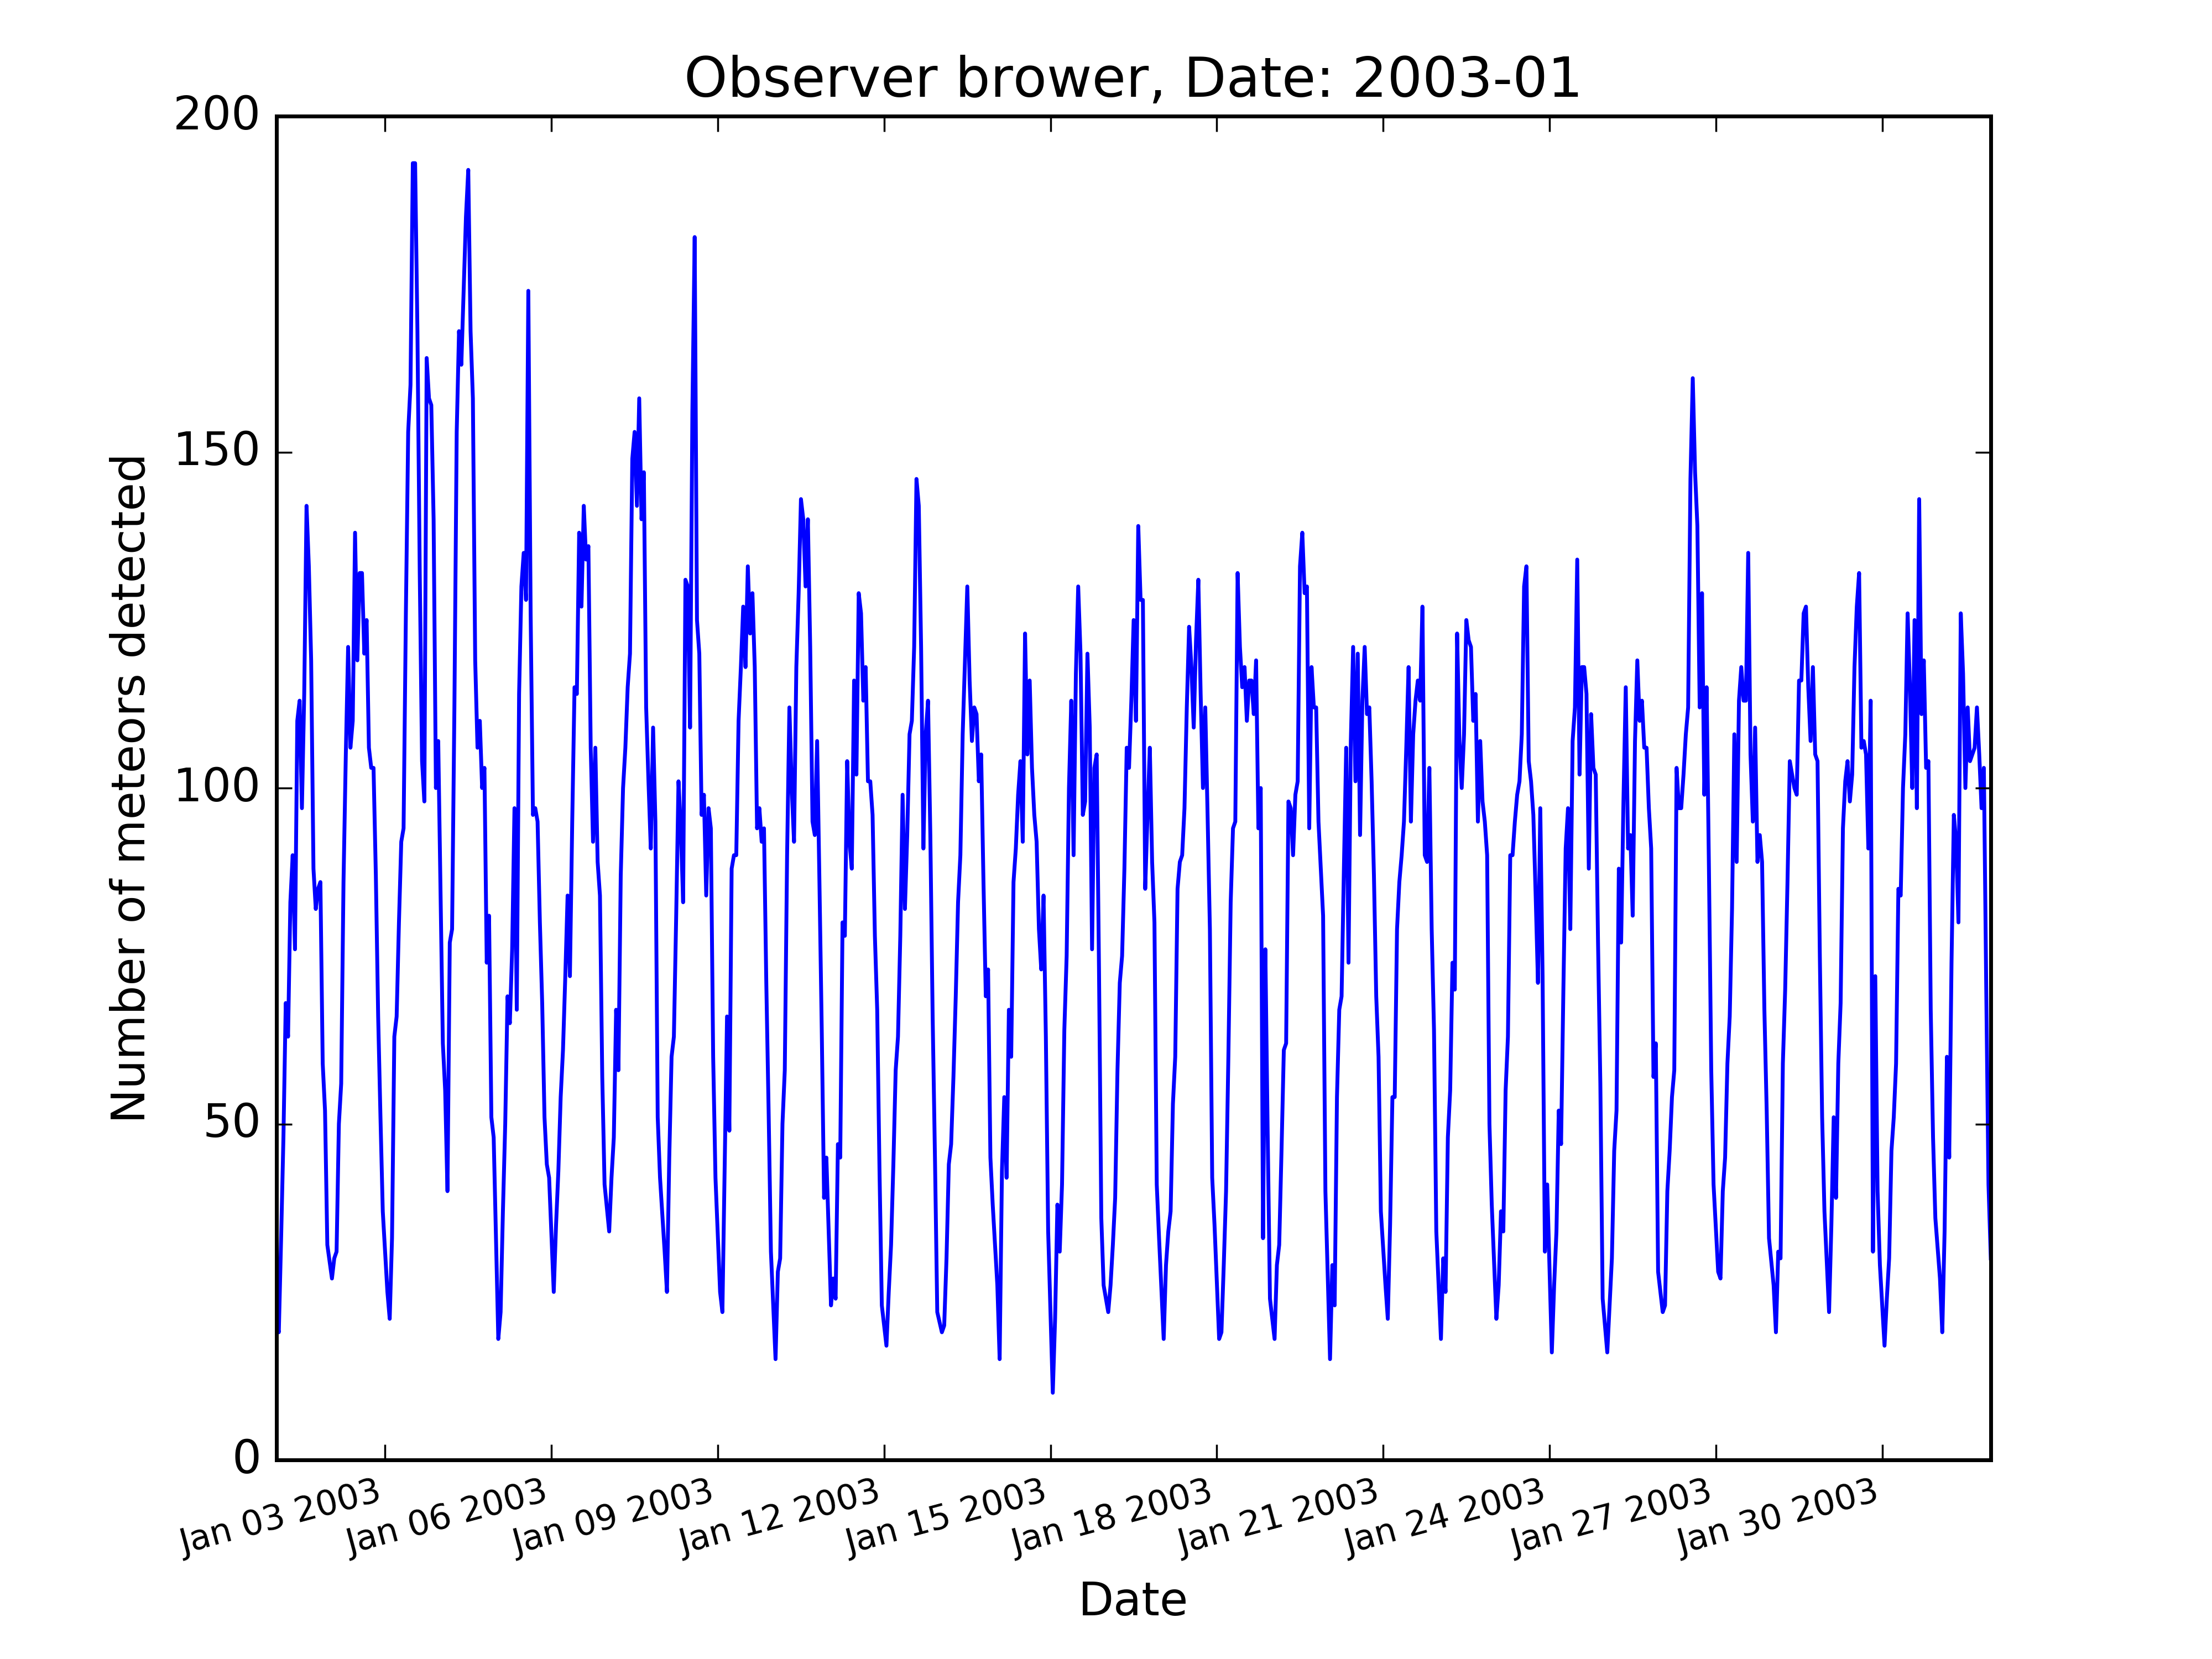 Observer brower, Date: 2003-01
200
150
100
50
0
Number of meteors detected
Jan 03 2003
Jan 06 2003
Jan 09 2003
Jan 12 2003
Jan 15 2003
Jan 18 2003
Jan 21 2003
Jan 24 2003
Jan 27 2003
Jan 30 2003
Date